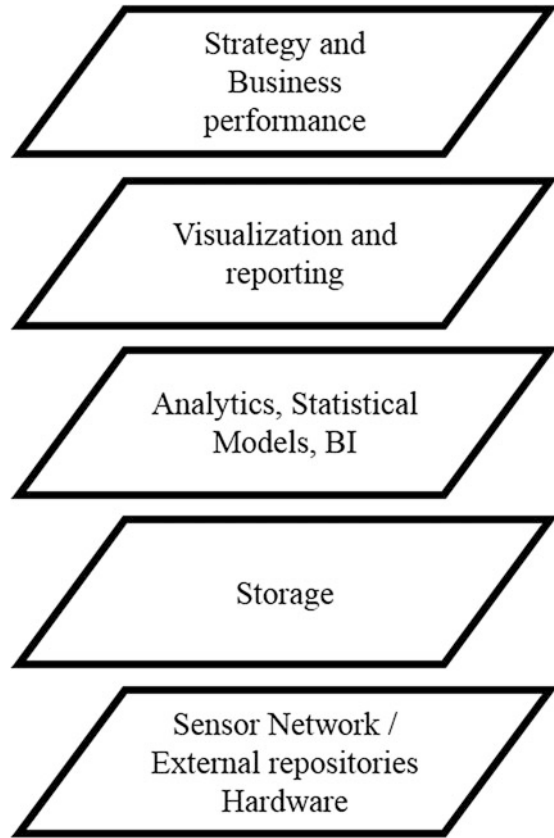 Strategy and
Business
performance
Visualization and
reporting
Analytics, Statistical
Models, BI
Storage
Sensor Network /
External repositories
Hardware